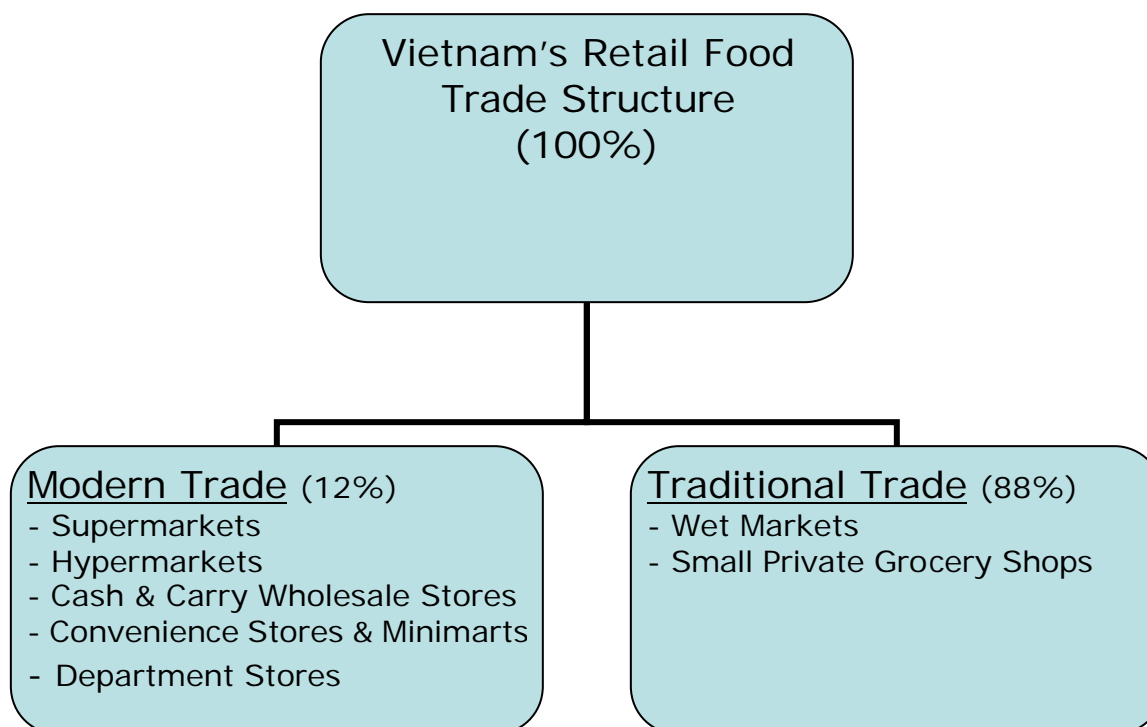 Vietnam's Retail Food
Trade Structure
(100%)
Modern Trade (12%)
- Supermarkets
- Hypermarkets
- Cash & Carry Wholesale Stores
- Convenience Stores & Minimarts
- Department Stores
Traditional Trade (88%)
- Wet Markets
- Small Private Grocery Shops